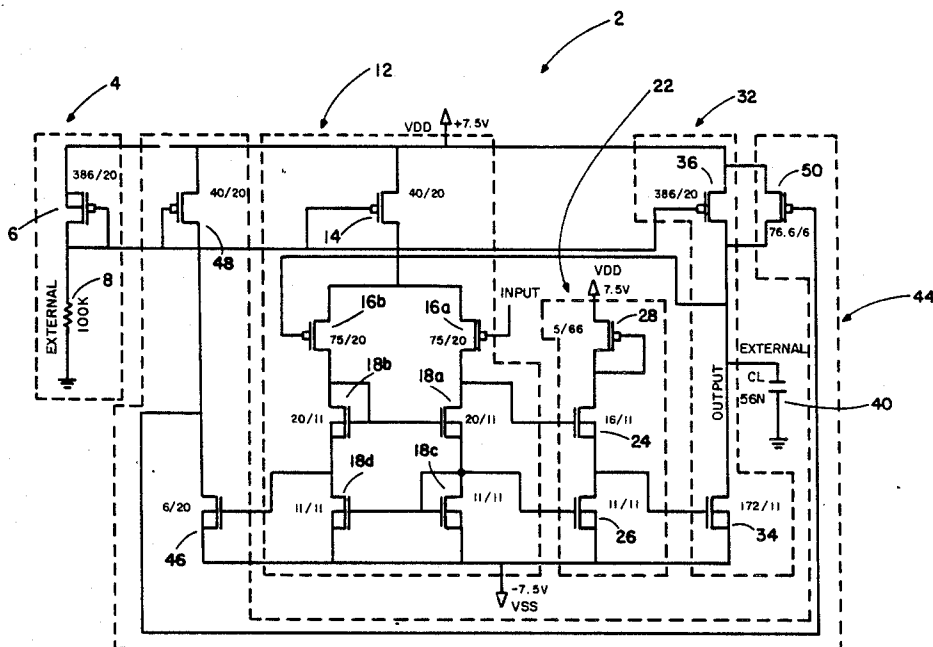 2
4
12
22
32
VDD
+7.5V
386/20
40/20
40/20
36
50
386/20
6
14
48
76.6/6
8
EXTERNAL
100K
VDD
7.5V
44
16b
16a
INPUT
28
75/20
75/20
5/66
EXTERNAL
18b
18a
OUTPUT
CL
56N
40
20/11
20/11
16/11
24
18d
18c
6/20
11/11
11/11
11/11
172/11
46
26
34
-7.5V
VSS